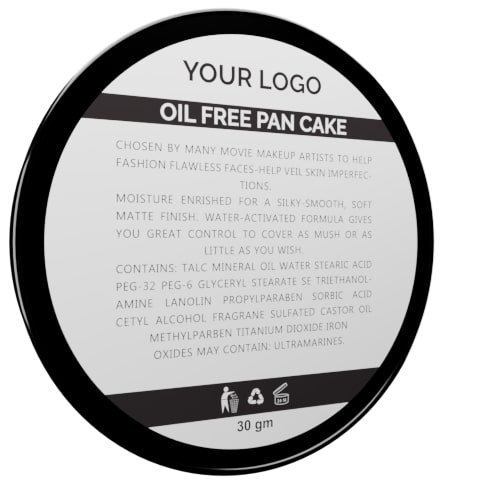 YOUR LOGO
OIL FREE PAN CAKE
CHOSEN BY MANY MOVIE MAKEUP ARTISTS TO HELP
FASHION FLAWLESS FACES-HELP VEIL SKIN IMPERFEC-
TIONS.
MOISTURE ENRISHED FOR A SILKY-SMOOTH, SOFT
MATTE FINISH. WATER-ACTIVATED FORMULA GIVES
YOU GREAT CONTROL TO COVER AS MUSH OR AS
LITTLE AS YOU WISH.
CONTAINS: TALC MINERAL OIL WATER STEARIC ACID
PEG-32 PEG-6 GLYCERYL STEARATE SE TRIETHANOL-
AMINE LANOLIN PROPYLPARABEN SORBIC ACID
CETYL ALCOHOL FRAGRANE SULFATED CASTOR OIL
METHYLPARBEN TITANIUM DIOXIDE IRON
OXIDES MAY CONTAIN: ULTRAMARINES.
24 M
30 gm